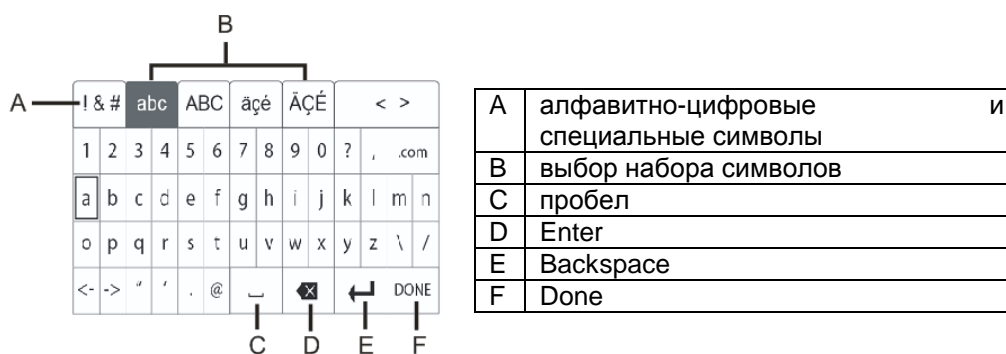 B
A
! & # abc ABC äçé ÄÇÉ < >
1 2 3 4 5 6 7 8 9 0 ? , .com
a b c d e f g h i j k l m n
o p q r s t u v w x y z \ /
<- -> " ' . @ DONE
C D E F
A алфавитно-цифровые и
специальные символы
B выбор набора символов
C пробел
D Enter
E Backspace
F Done